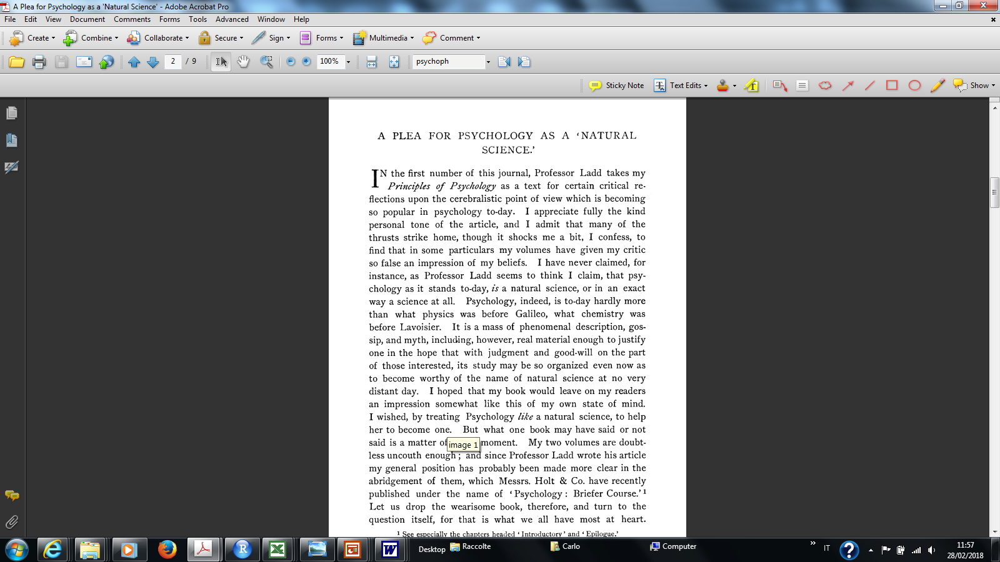 A Plea for Psychology as a 'Natural Science' - Adobe Acrobat Pro
File Edit View Document Comments Forms Tools Advanced Window Help
Create Combine Collaborate Secure Sign Forms Multimedia Comment
2 / 9 100% psychoph
Sticky Note Text Edits Show
A PLEA FOR PSYCHOLOGY AS A ‘NATURAL
SCIENCE.’
IN the first number of this journal, Professor Ladd takes my
Principles of Psychology as a text for certain critical re-
flections upon the cerebralistic point of view which is becoming
so popular in psychology to-day. I appreciate fully the kind
personal tone of the article, and I admit that many of the
thrusts strike home, though it shocks me a bit, I confess, to
find that in some particulars my volumes have given my critic
so false an impression of my beliefs. I have never claimed, for
instance, as Professor Ladd seems to think I claim, that psy-
chology as it stands to-day, is a natural science, or in an exact
way a science at all. Psychology, indeed, is to-day hardly more
than what physics was before Galileo, what chemistry was
before Lavoisier. It is a mass of phenomenal description, gos-
sip, and myth, including, however, real material enough to justify
one in the hope that with judgment and good-will on the part
of those interested, its study may be so organized even now as
to become worthy of the name of natural science at no very
distant day. I hoped that my book would leave on my readers
an impression somewhat like this of my own state of mind.
I wished, by treating Psychology like a natural science, to help
her to become one. But what one book may have said or not
said is a matter of image 1 moment. My two volumes are doubt-
less uncouth enough; and since Professor Ladd wrote his article
my general position has probably been made more clear in the
abridgement of them, which Messrs. Holt & Co. have recently
published under the name of ‘Psychology: Briefer Course.’¹
Let us drop the wearisome book, therefore, and turn to the
question itself, for that is what we all have most at heart.
¹ See especially the chapters headed ‘Introductory’ and ‘Epilogue.’
Desktop Raccolte Carlo Computer » IT 11:57
28/02/2018